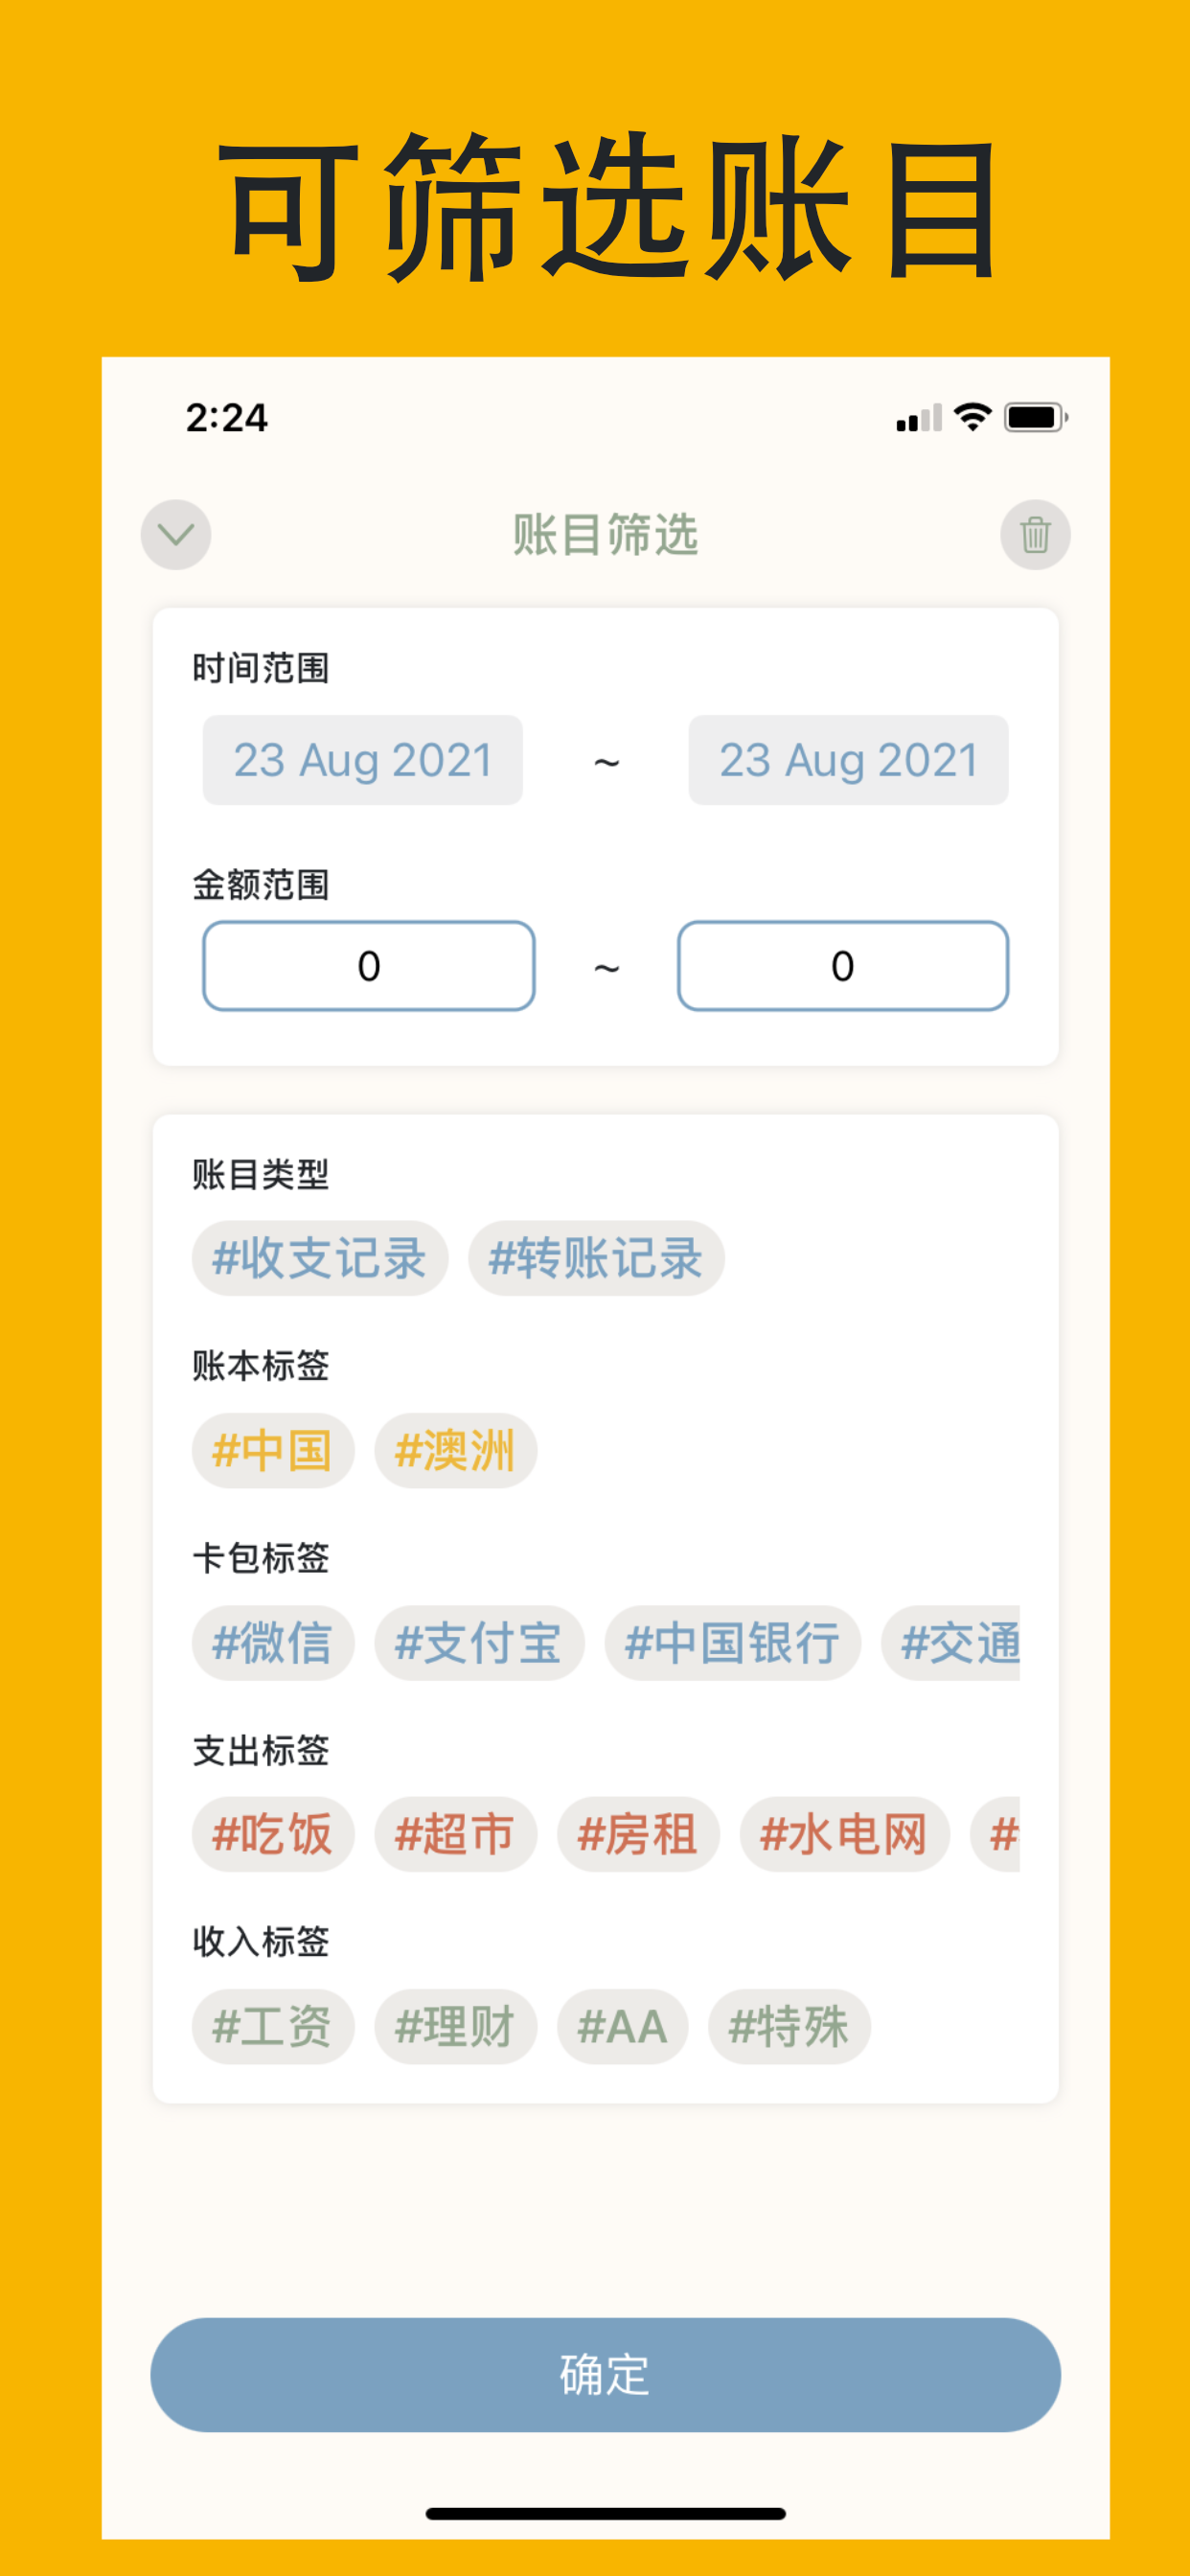 可筛选账目
2:24
账目筛选
时间范围
23 Aug 2021 ~ 23 Aug 2021
金额范围
0 ~ 0
账目类型
#收支记录 #转账记录
账本标签
#中国 #澳洲
卡包标签
#微信 #支付宝 #中国银行 #交通
支出标签
#吃饭 #超市 #房租 #水电网 #
收入标签
#工资 #理财 #AA #特殊
确定